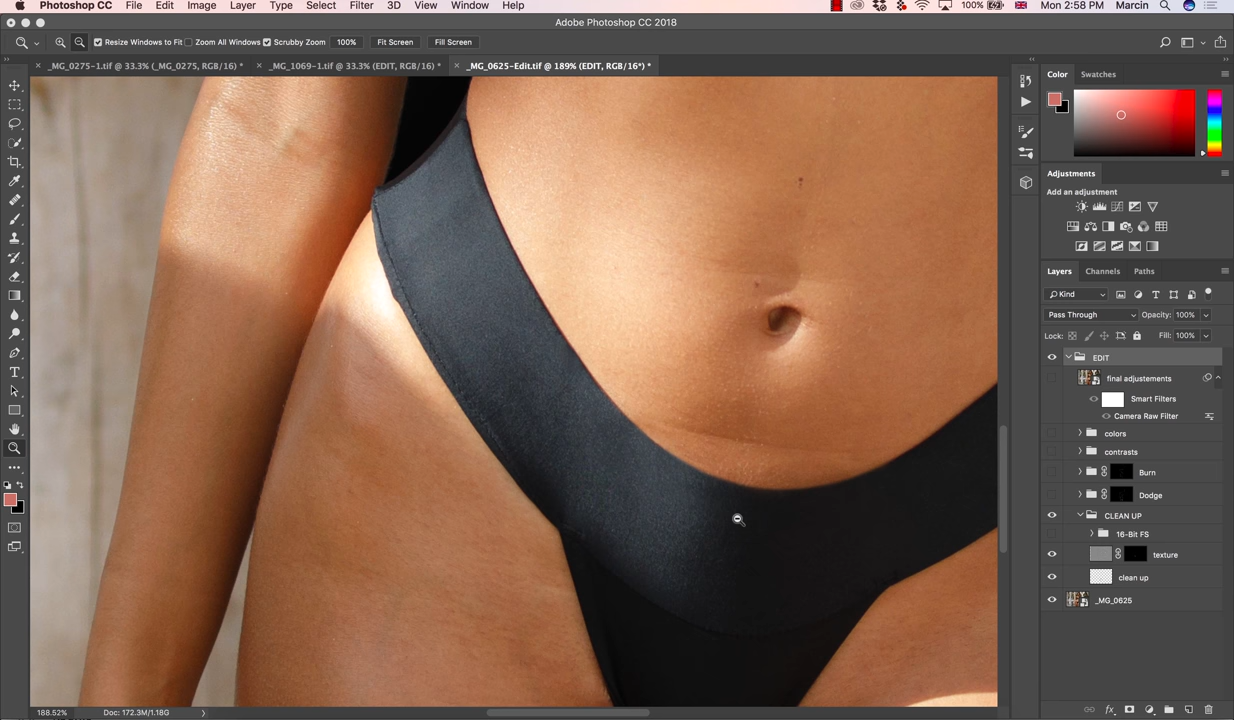 Photoshop CC File Edit Image Layer Type Select Filter 3D View Window Help 100% Mon 2:58 PM Marcin
Adobe Photoshop CC 2018
Resize Windows to Fit Zoom All Windows Scrubby Zoom 100% Fit Screen Fill Screen
_MG_0275-1.tif @ 33.3% (_MG_0275, RGB/16) * _MG_1069-1.tif @ 33.3% (EDIT, RGB/16) * _MG_0625-Edit.tif @ 189% (EDIT, RGB/16*) *
Color Swatches
Adjustments
Add an adjustment
Layers Channels Paths
Kind
Pass Through Opacity: 100%
Lock: Fill: 100%
EDIT
final adjustements
Smart Filters
Camera Raw Filter
colors
contrasts
Burn
Dodge
CLEAN UP
16-Bit FS
texture
clean up
_MG_0625
188.52% Doc: 172.3M/1.18G